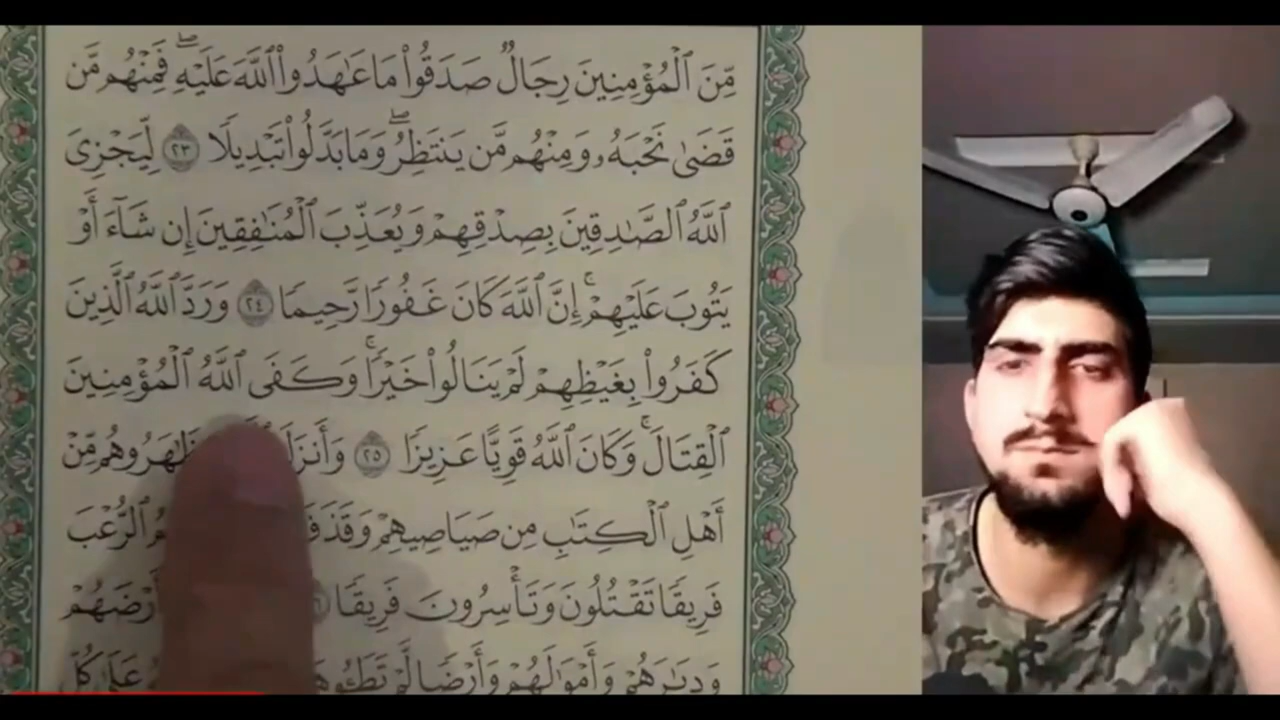 مِّنَ ٱلْمُؤْمِنِينَ رِجَالٌ صَدَقُوا۟ مَا عَٰهَدُوا۟ ٱللَّهَ عَلَيْهِ ۖ فَمِنْهُم مَّن
قَضَىٰ نَحْبَهُۥ وَمِنْهُم مَّن يَنتَظِرُ ۖ وَمَا بَدَّلُوا۟ تَبْدِيلًا ٢٣ لِّيَجْزِىَ
ٱللَّهُ ٱلصَّٰدِقِينَ بِصِدْقِهِمْ وَيُعَذِّبَ ٱلْمُنَٰفِقِينَ إِن شَآءَ أَوْ
يَتُوبَ عَلَيْهِمْ ۚ إِنَّ ٱللَّهَ كَانَ غَفُورًا رَّحِيمًا ٢٤ وَرَدَّ ٱللَّهُ ٱلَّذِينَ
كَفَرُوا۟ بِغَيْظِهِمْ لَمْ يَنَالُوا۟ خَيْرًا ۚ وَكَفَى ٱللَّهُ ٱلْمُؤْمِنِينَ
ٱلْقِتَالَ ۚ وَكَانَ ٱللَّهُ قَوِيًّا عَزِيزًا ٢٥ وَأَنزَلَ ظَٰهَرُوهُم مِّنْ
أَهْلِ ٱلْكِتَٰبِ مِن صَيَاصِيهِمْ وَقَذَفَ ٱلرُّعْبَ
فَرِيقًا تَقْتُلُونَ وَتَأْسِرُونَ فَرِيقًا أَرْضَهُمْ
وَدِيَٰرَهُمْ وَأَمْوَٰلَهُمْ وَأَرْضًا لَّمْ عَلَىٰ كُلِّ